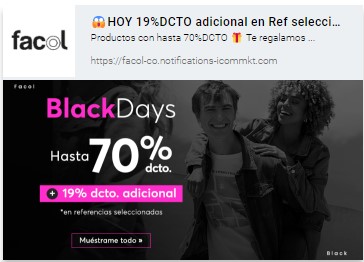 facol
😱HOY 19%DCTO adicional en Ref selecci...
Productos con hasta 70%DCTO 🎁 Te regalamos ...
https://facol-co.notifications-icommkt.com
Facol
BlackDays
Hasta 70% dcto.
+ 19% dcto. adicional
*en referencias seleccionadas
Muéstrame todo »
Black